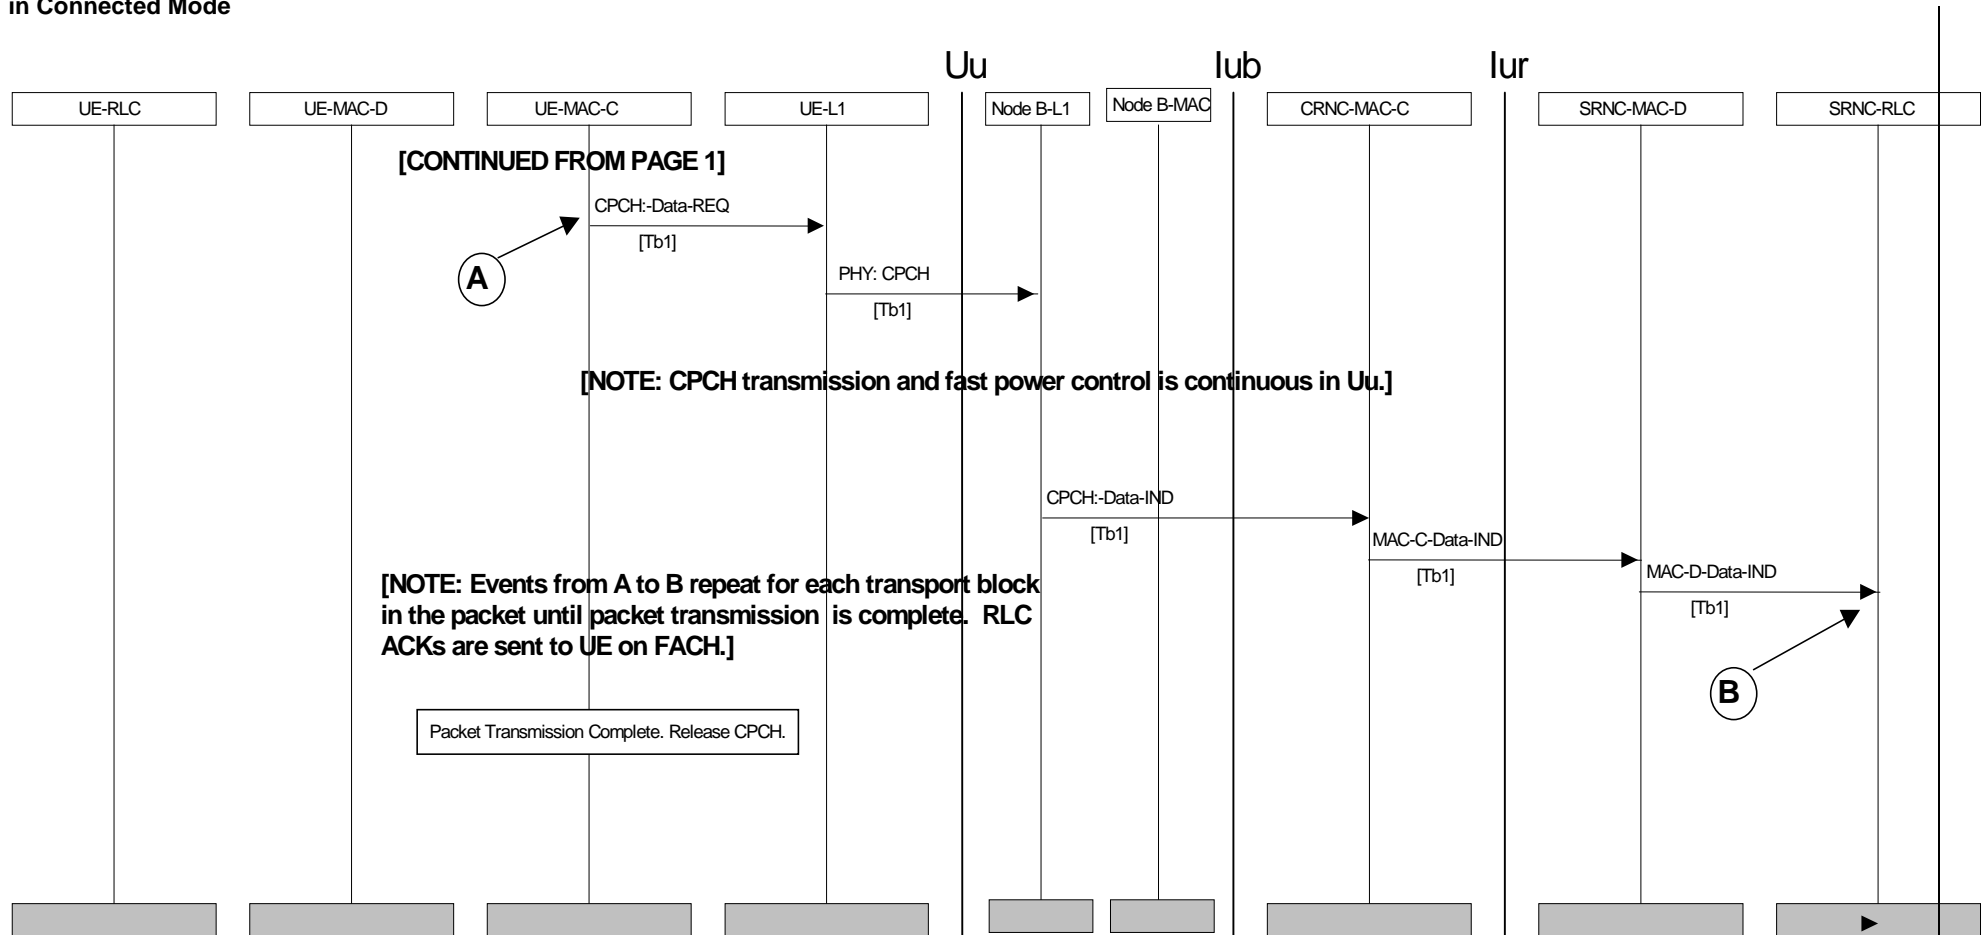 in Connected Mode
Uu
Iub
Iur
UE-RLC
UE-MAC-D
UE-MAC-C
UE-L1
Node B-L1
Node B-MAC
CRNC-MAC-C
SRNC-MAC-D
SRNC-RLC
[CONTINUED FROM PAGE 1]
CPCH:-Data-REQ
[Tb1]
A
PHY: CPCH
[Tb1]
[NOTE: CPCH transmission and fast power control is continuous in Uu.]
CPCH:-Data-IND
[Tb1]
MAC-C-Data-IND
[Tb1]
MAC-D-Data-IND
[Tb1]
[NOTE: Events from A to B repeat for each transport block
in the packet until packet transmission is complete. RLC
ACKs are sent to UE on FACH.]
B
Packet Transmission Complete. Release CPCH.